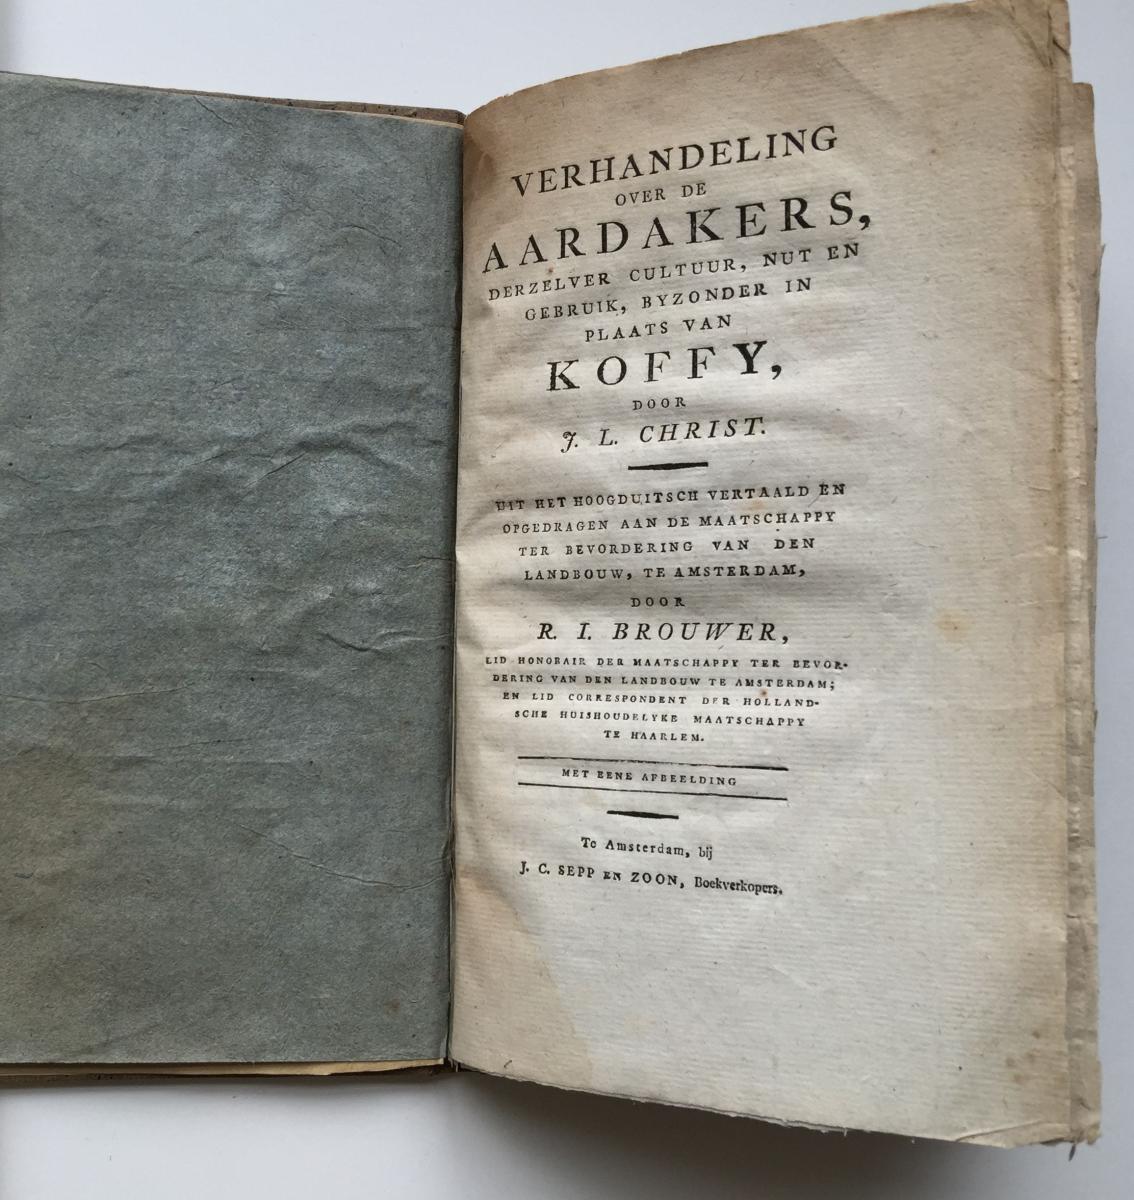 VERHANDELING
OVER DE
AARDAKERS,
DERZELVER CULTUUR, NUT EN
GEBRUIK, BYZONDER IN
PLAATS VAN
KOFFY,
DOOR
J. L. CHRIST.
UIT HET HOOGDUITSCH VERTAALD EN
OPGEDRAGEN AAN DE MAATSCHAPPY
TER BEVORDERING VAN DEN
LANDBOUW, TE AMSTERDAM,
DOOR
R. I. BROUWER,
LID HONORAIR DER MAATSCHAPPY TER BEVOR-
DERING VAN DEN LANDBOUW TE AMSTERDAM;
EN LID CORRESPONDENT DER HOLLAND-
SCHE HUISHOUDELYKE MAATSCHAPPY
TE HAARLEM.
MET EENE AFBEELDING
Te Amsterdam, bij
J. C. SEPP EN ZOON, Boekverkopers.